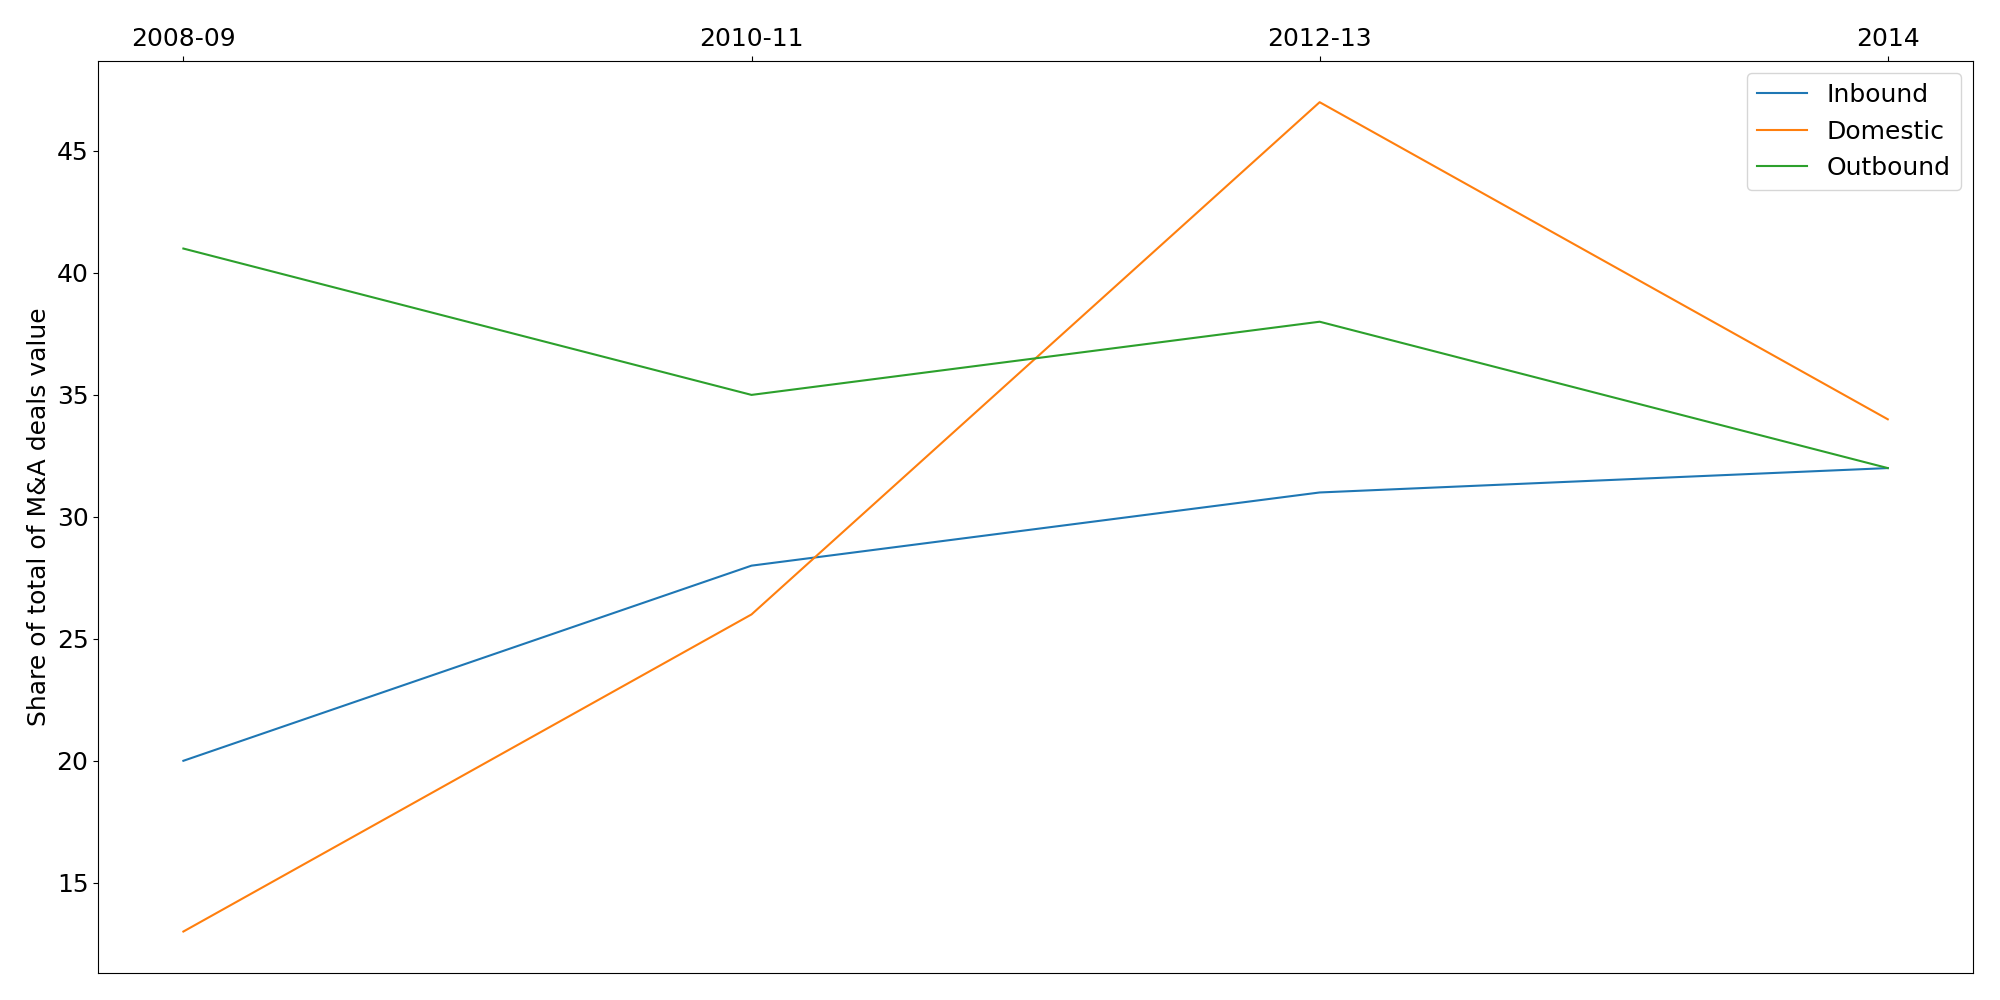 2008-09 2010-11 2012-13 2014
Inbound
Domestic
Outbound
45
40
35
30
25
20
15
Share of total of M&A deals value